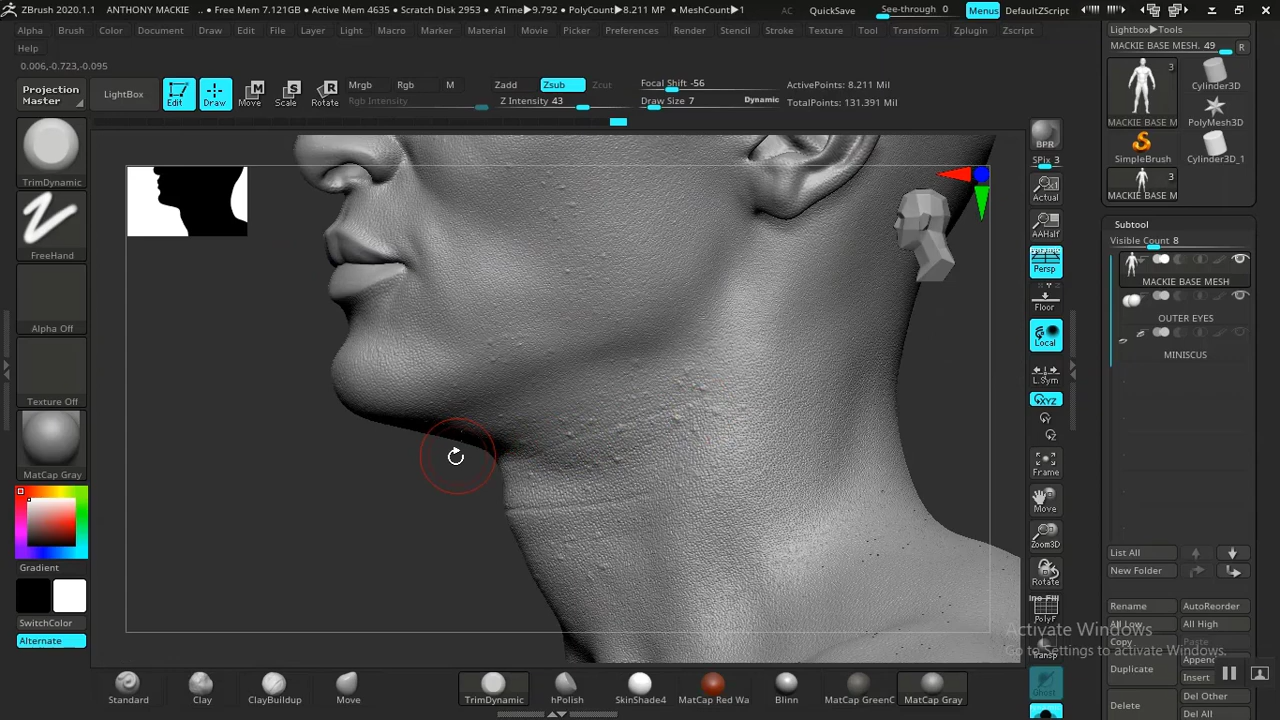 ZBrush 2020.1.1 ANTHONY MACKIE .. • Free Mem 7.121GB • Active Mem 4635 • Scratch Disk 2953 • ATime▶9.792 • PolyCount▶8.211 MP • MeshCount▶1 AC QuickSave See-through 0 Menus DefaultZScript
Alpha Brush Color Document Draw Edit File Layer Light Macro Marker Material Movie Picker Preferences Render Stencil Stroke Texture Tool Transform Zplugin Zscript
Help
0.006,-0.723,-0.095
Projection Master
LightBox
Edit Draw Move Scale Rotate
Mrgb Rgb M
Rgb Intensity
Zadd Zsub Zcut
Z Intensity 43
Focal Shift -56
Draw Size 7 Dynamic
ActivePoints: 8.211 Mil
TotalPoints: 131.391 Mil
TrimDynamic
FreeHand
Alpha Off
Texture Off
MatCap Gray
Gradient
SwitchColor
Alternate
BPR
SPix 3
Actual
AAHalf
Persp
Floor
Local
L.Sym
XYZ
Frame
Move
Zoom3D
Rotate
PolyF
Transp
Ghost
Lightbox▶Tools
MACKIE BASE MESH. 49 R
3
MACKIE BASE M
Cylinder3D
PolyMesh3D
SimpleBrush
Cylinder3D_1
3
MACKIE BASE M
Subtool
Visible Count 8
MACKIE BASE MESH
OUTER EYES
MINISCUS
List All
New Folder
Rename AutoReorder
All Low All High
Copy Paste
Duplicate Append
Insert
Delete Del Other
Del All
Activate Windows
Go to Settings to activate Windows.
Standard Clay ClayBuildup Move TrimDynamic hPolish SkinShade4 MatCap Red Wa Blinn MatCap GreenC MatCap Gray